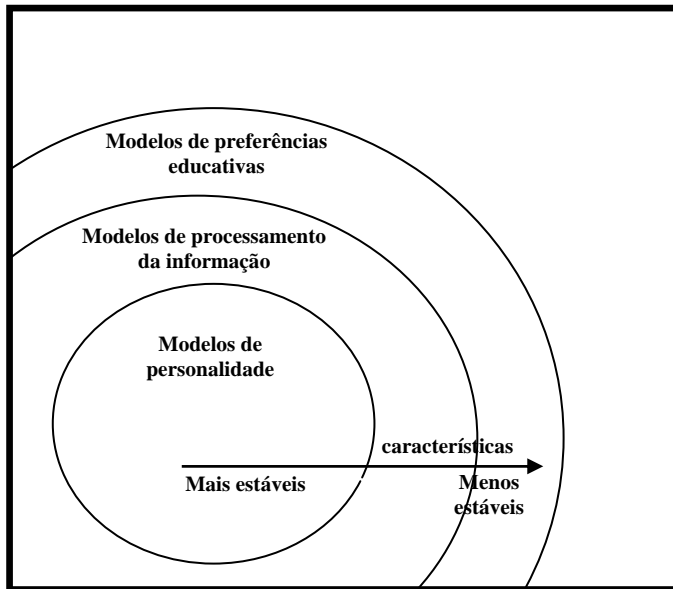 Modelos de preferências
educativas
Modelos de processamento
da informação
Modelos de
personalidade
características
Mais estáveis
Menos
estáveis